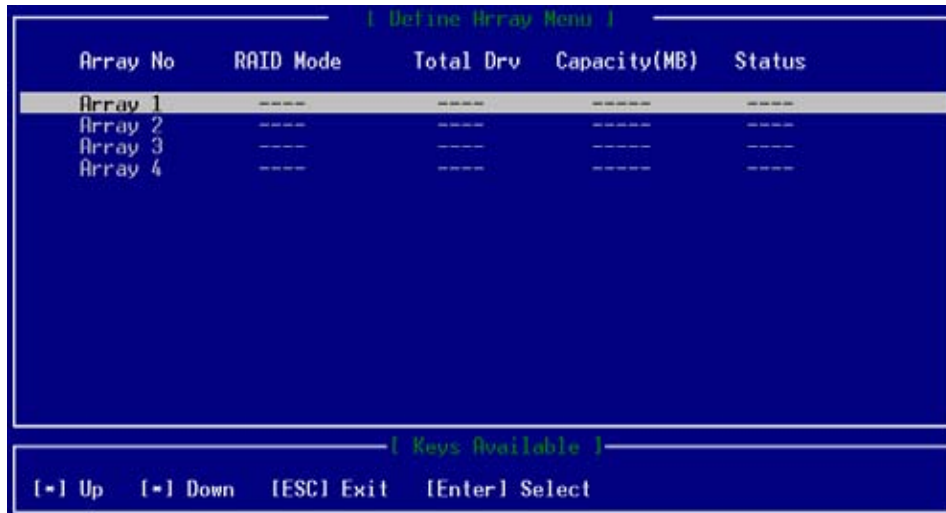 [ Define Array Menu ]
Array No RAID Mode Total Drv Capacity(MB) Status
Array 1 ---- ---- ----- ----
Array 2 ---- ---- ----- ----
Array 3 ---- ---- ----- ----
Array 4 ---- ---- ----- ----
[ Keys Available ]
[-] Up [-] Down [ESC] Exit [Enter] Select